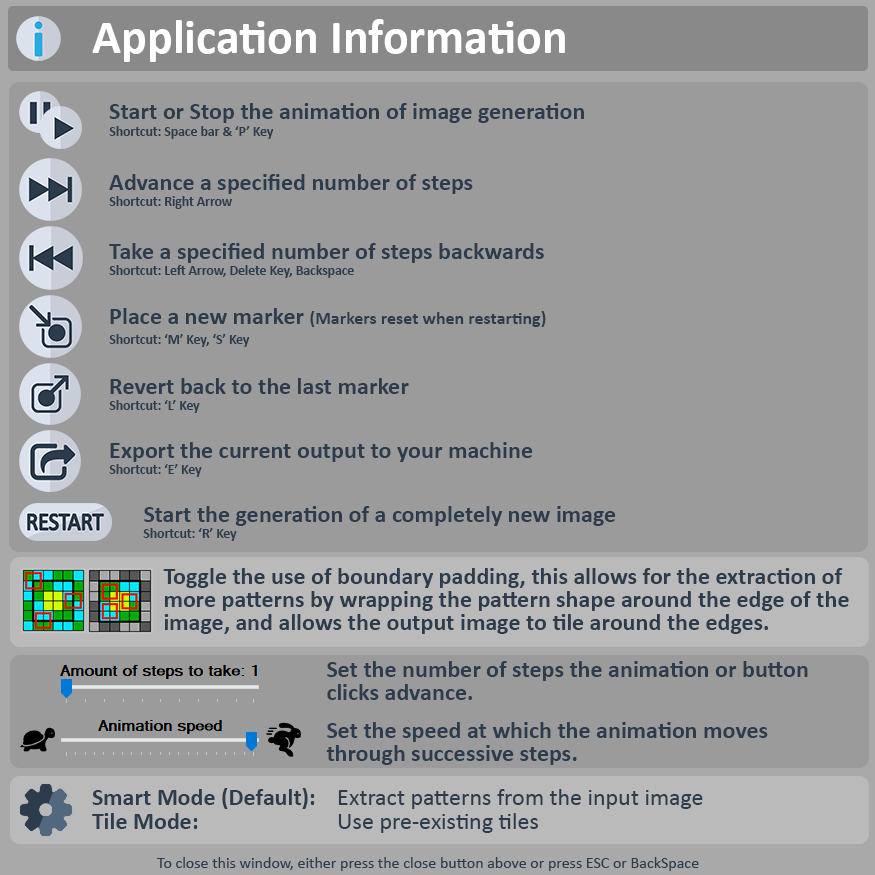 Application Information
Start or Stop the animation of image generation
Shortcut: Space bar & ‘P’ Key
Advance a specified number of steps
Shortcut: Right Arrow
Take a specified number of steps backwards
Shortcut: Left Arrow, Delete Key, Backspace
Place a new marker (Markers reset when restarting)
Shortcut: ‘M’ Key, ‘S’ Key
Revert back to the last marker
Shortcut: ‘L’ Key
Export the current output to your machine
Shortcut: ‘E’ Key
RESTART
Start the generation of a completely new image
Shortcut: ‘R’ Key
Toggle the use of boundary padding, this allows for the extraction of
more patterns by wrapping the pattern shape around the edge of the
image, and allows the output image to tile around the edges.
Amount of steps to take: 1
Set the number of steps the animation or button
clicks advance.
Animation speed
Set the speed at which the animation moves
through successive steps.
Smart Mode (Default): Extract patterns from the input image
Tile Mode: Use pre-existing tiles
To close this window, either press the close button above or press ESC or BackSpace